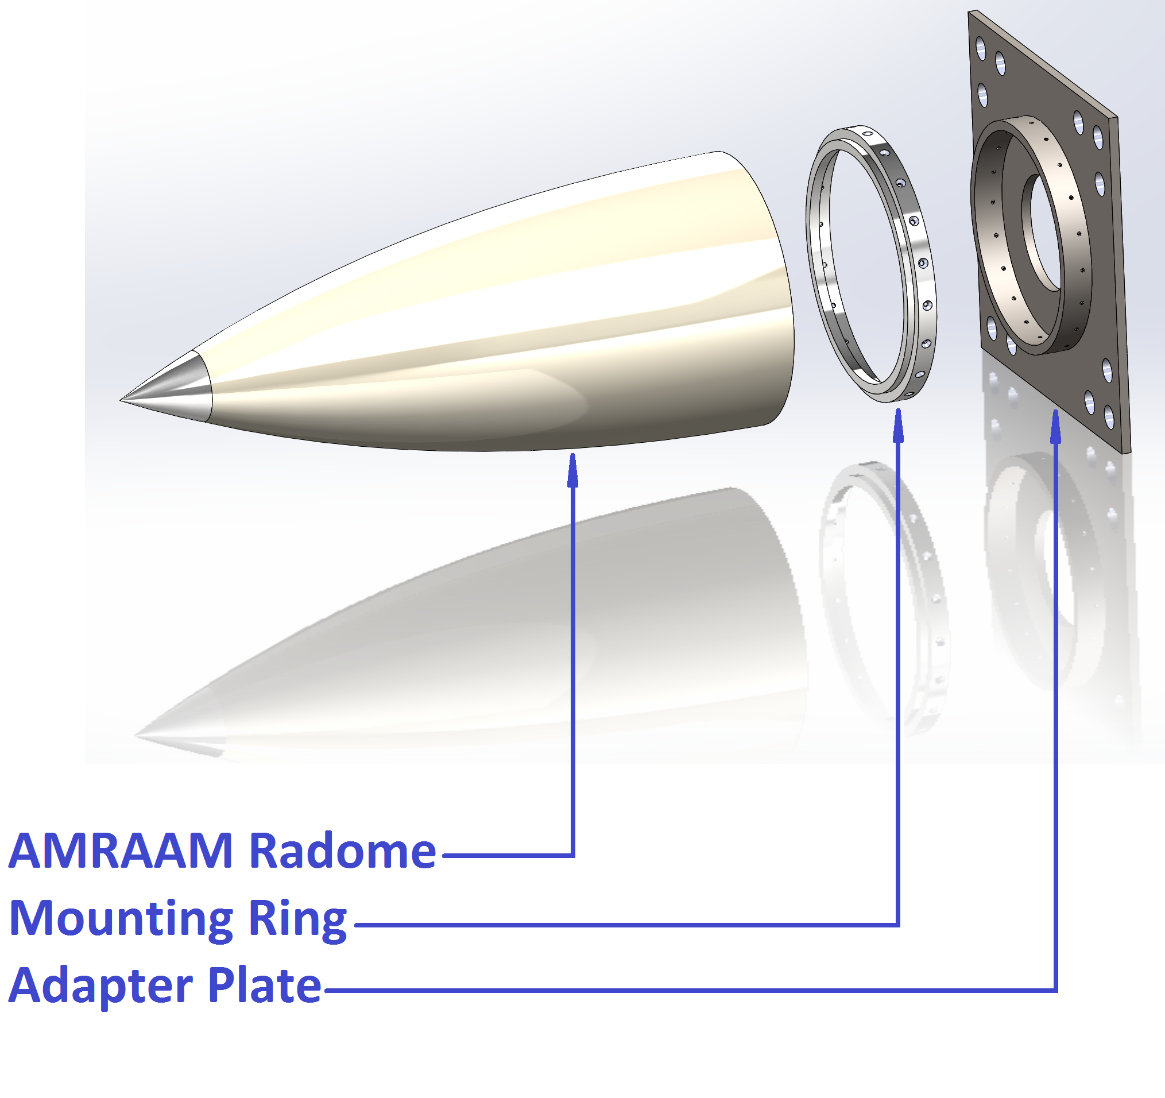 AMRAAM Radome
Mounting Ring
Adapter Plate